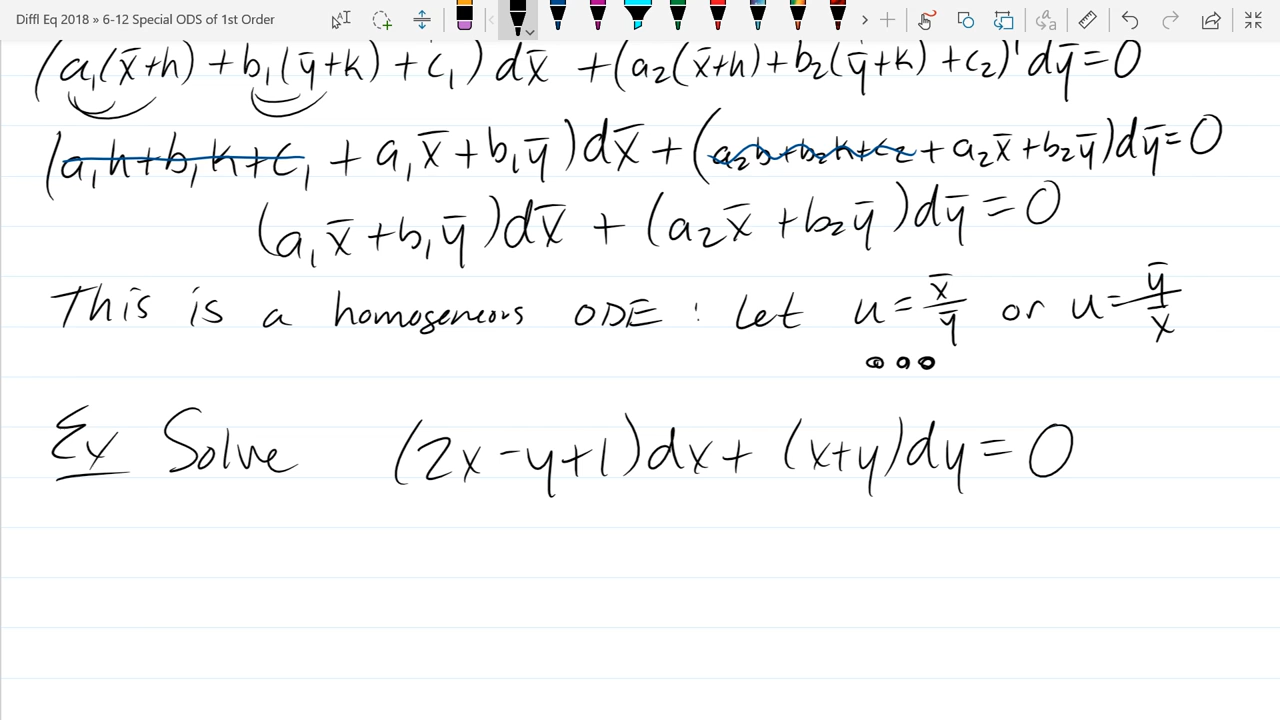 Diffl Eq 2018 » 6-12 Special ODS of 1st Order
(a₁(x̄+h)+b₁(ȳ+k)+c₁)dx̄ +(a₂(x̄+h)+b₂(ȳ+k)+c₂)dȳ=0
(a₁h+b₁k+c₁ + a₁x̄+b₁ȳ)dx̄+(a₂h+b₂k+c₂+a₂x̄+b₂ȳ)dȳ=0
(a₁x̄+b₁ȳ)dx̄ + (a₂x̄+b₂ȳ)dȳ=0
This is a homogeneous ODE: Let u=x̄/ȳ or u=ȳ/x̄
...
Ex Solve (2x-y+1)dx+(x+y)dy=0